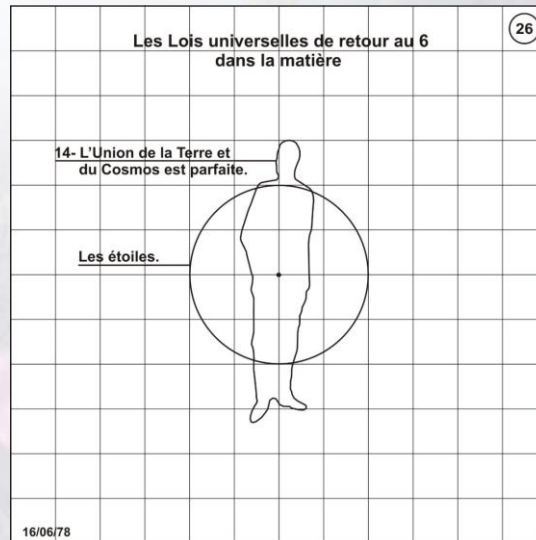 26
Les Lois universelles de retour au 6
dans la matière
14- L'Union de la Terre et
du Cosmos est parfaite.
Les étoiles.
16/06/78